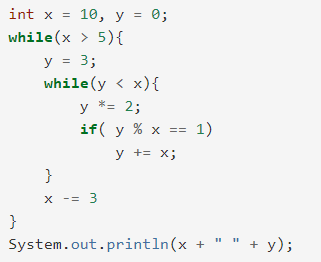 int x = 10, y = 0;
while(x > 5){
    y = 3;
    while(y < x){
        y *= 2;
        if( y % x == 1)
            y += x;
    }
    x -= 3
}
System.out.println(x + " " + y);